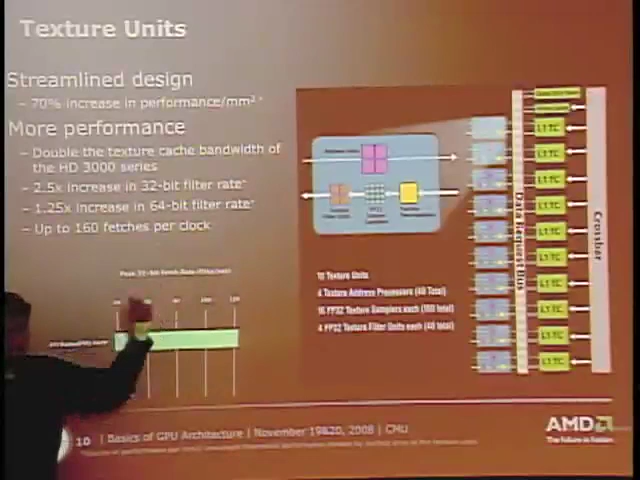 Texture Units
Streamlined design
– 70% increase in performance/mm²*
More performance
– Double the texture cache bandwidth of
the HD 3000 series
– 2.5x increase in 32-bit filter rate*
– 1.25x increase in 64-bit filter rate*
– Up to 160 fetches per clock
10 Texture Units
4 Texture Address Processors (40 Total)
16 FP32 Texture Samplers each (160 Total)
4 FP32 Texture Filter Units each (40 Total)
Data Request Bus
L1 TC
L1 TC
L1 TC
L1 TC
L1 TC
L1 TC
L1 TC
L1 TC
L1 TC
L1 TC
Crossbar
10 | Basics of GPU Architecture | November 19&20, 2008 | CMU
AMD
The Future is Fusion